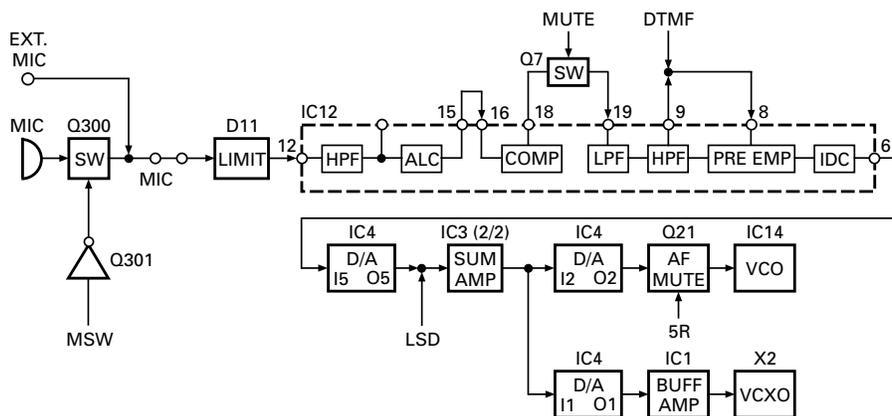 MUTE
DTMF
EXT.
MIC
Q7
SW
MIC
Q300
D11
IC12
15
16
18
19
9
8
12
6
SW
MIC
LIMIT
HPF
ALC
COMP
LPF
HPF
PRE EMP
IDC
Q301
MSW
IC4
IC3 (2/2)
IC4
Q21
IC14
D/A
I5 O5
SUM
AMP
D/A
I2 O2
AF
MUTE
VCO
LSD
5R
IC4
IC1
X2
D/A
I1 O1
BUFF
AMP
VCXO